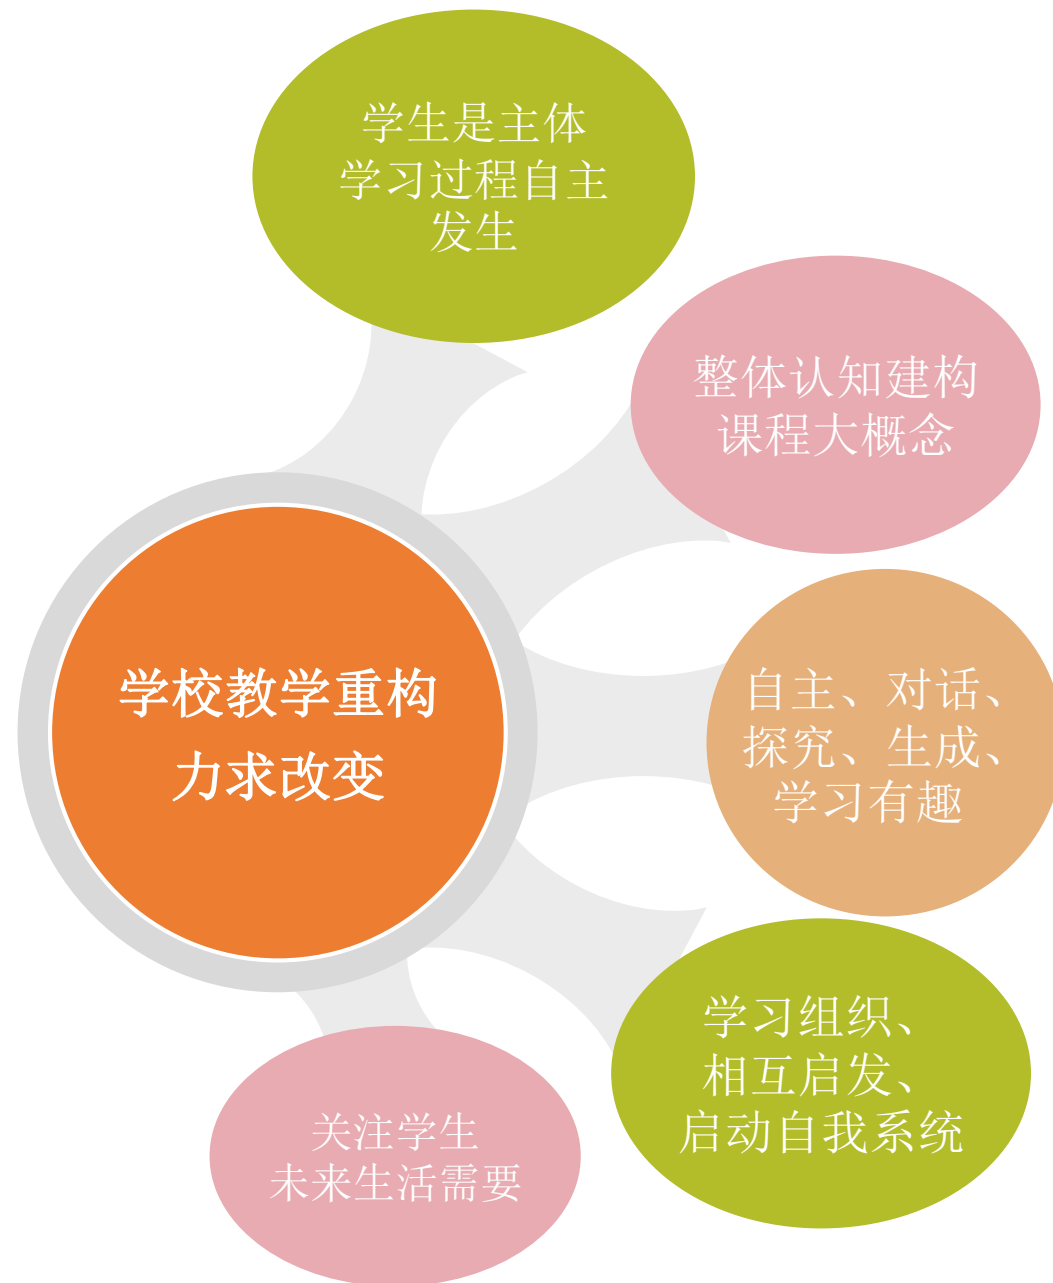 学生是主体
学习过程自主
发生
整体认知建构
课程大概念
学校教学重构
力求改变
自主、对话、
探究、生成、
学习有趣
学习组织、
相互启发、
启动自我系统
关注学生
未来生活需要